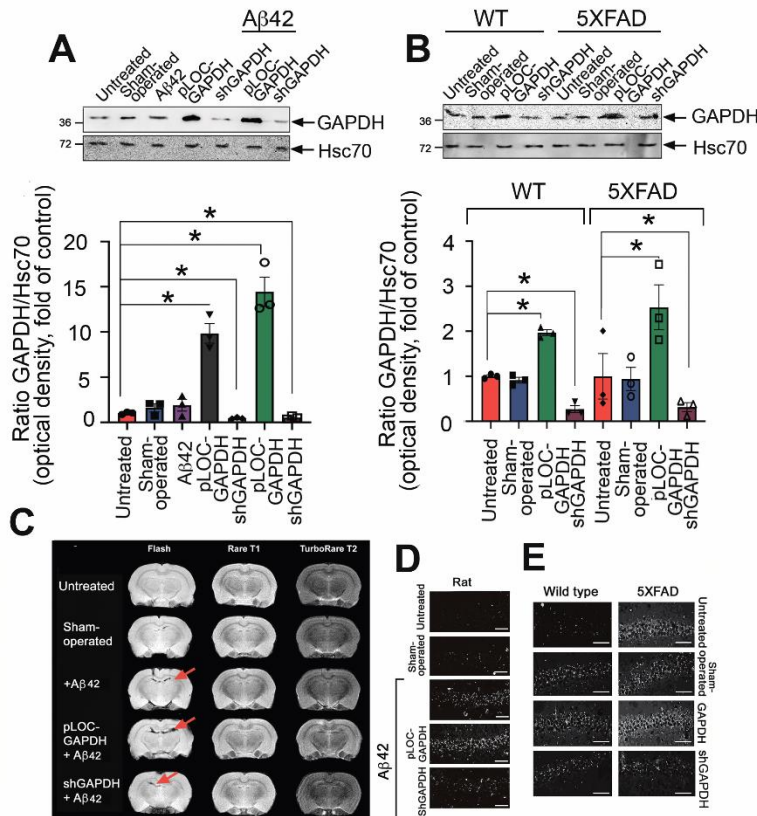 A
Aβ42
Untreated
Sham-
operated
Aβ42
pLOC-
GAPDH
shGAPDH
pLOC-
GAPDH
shGAPDH
36
GAPDH
72
Hsc70
20
15
10
5
0
Ratio GAPDH/Hsc70
(optical density, fold of control)
*
*
*
*
Untreated
Sham-
operated
Aβ42
pLOC-
GAPDH
shGAPDH
pLOC-
GAPDH
shGAPDH
B
WT
5XFAD
Untreated
Sham-
operated
pLOC-
GAPDH
shGAPDH
Untreated
Sham-
operated
pLOC-
GAPDH
shGAPDH
36
GAPDH
72
Hsc70
WT
5XFAD
4
3
2
1
0
Ratio GAPDH/Hsc70
(optical density, fold of control)
*
*
*
*
Untreated
Sham-
operated
pLOC-
GAPDH
shGAPDH
Untreated
Sham-
operated
pLOC-
GAPDH
shGAPDH
C
Flash
Rare T1
TurboRare T2
Untreated
Sham-
operated
+Aβ42
pLOC-
GAPDH
+ Aβ42
shGAPDH
+ Aβ42
D
Rat
Untreated
Sham-
operated
Aβ42
pLOC-
GAPDH
ShGAPDH
E
Wild type
5XFAD
Untreated
Sham-
operated
GAPDH
shGAPDH